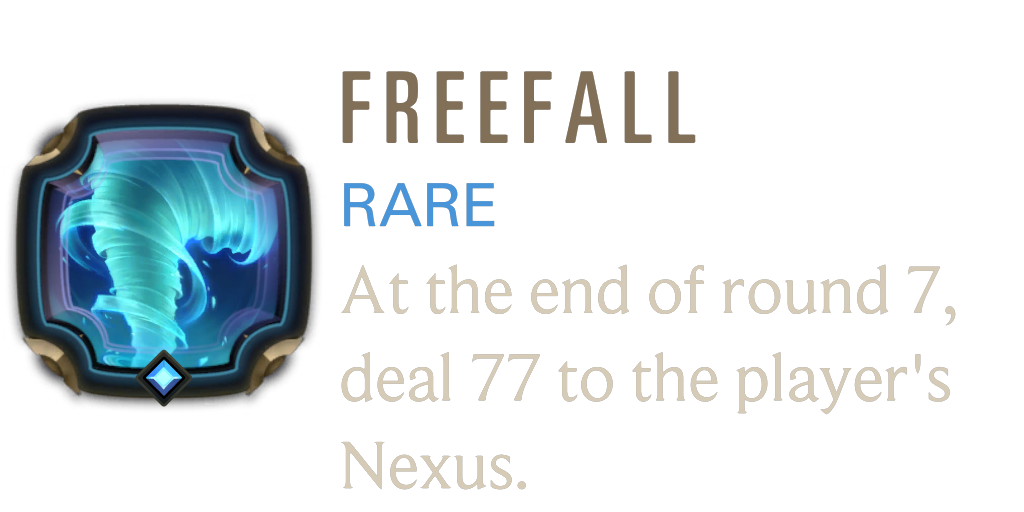 FREEFALL
RARE
At the end of round 7,
deal 77 to the player's
Nexus.